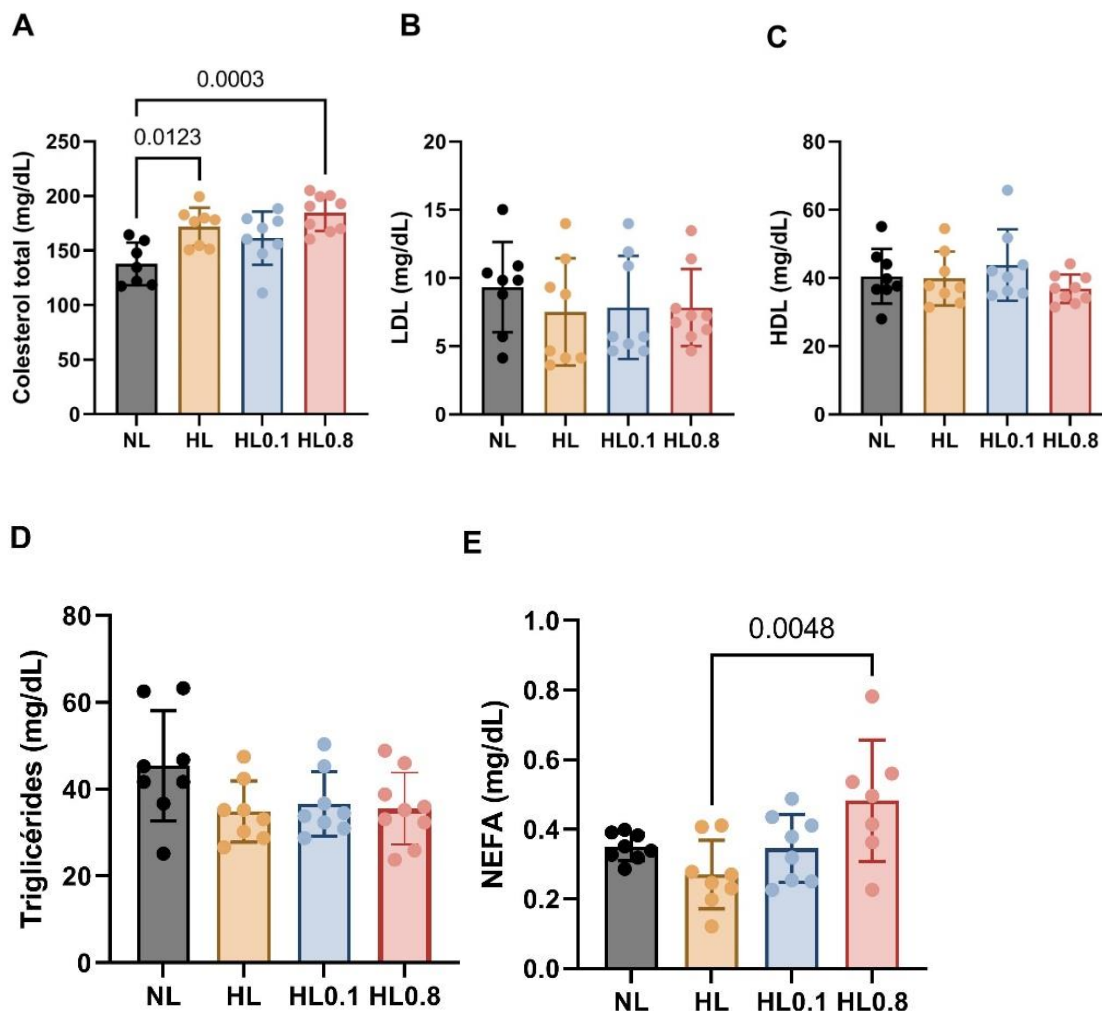 A
0.0003
0.0123
Colesterol total (mg/dL)
250
200
150
100
50
0
NL HL HL0.1 HL0.8
B
LDL (mg/dL)
20
15
10
5
0
NL HL HL0.1 HL0.8
C
HDL (mg/dL)
80
60
40
20
0
NL HL HL0.1 HL0.8
D
Triglicérides (mg/dL)
80
60
40
20
0
NL HL HL0.1 HL0.8
E
0.0048
NEFA (mg/dL)
1.0
0.8
0.6
0.4
0.2
0.0
NL HL HL0.1 HL0.8